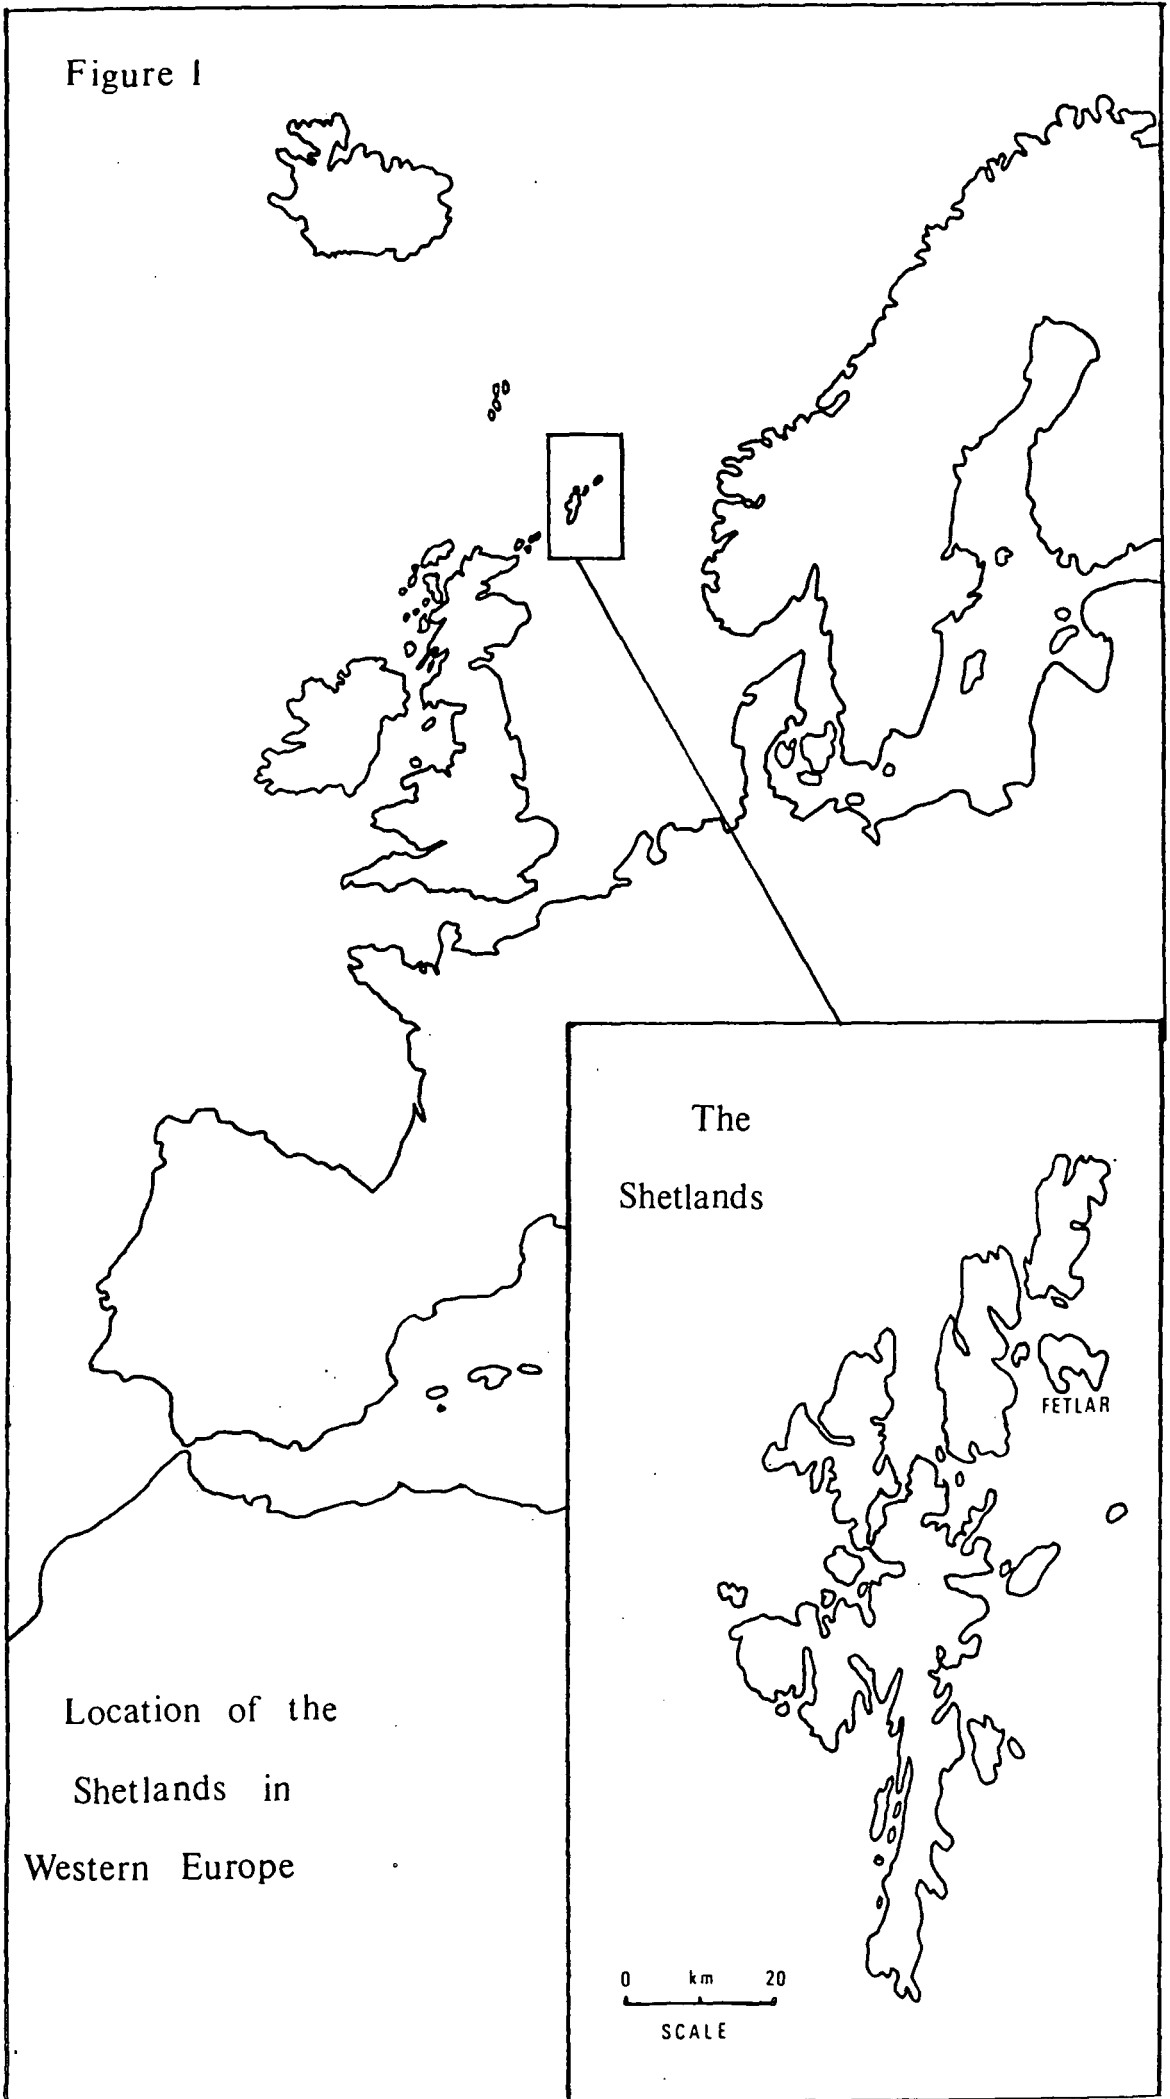 Figure 1
The
Shetlands
FETLAR
Location of the
Shetlands in
Western Europe
0 km 20
SCALE